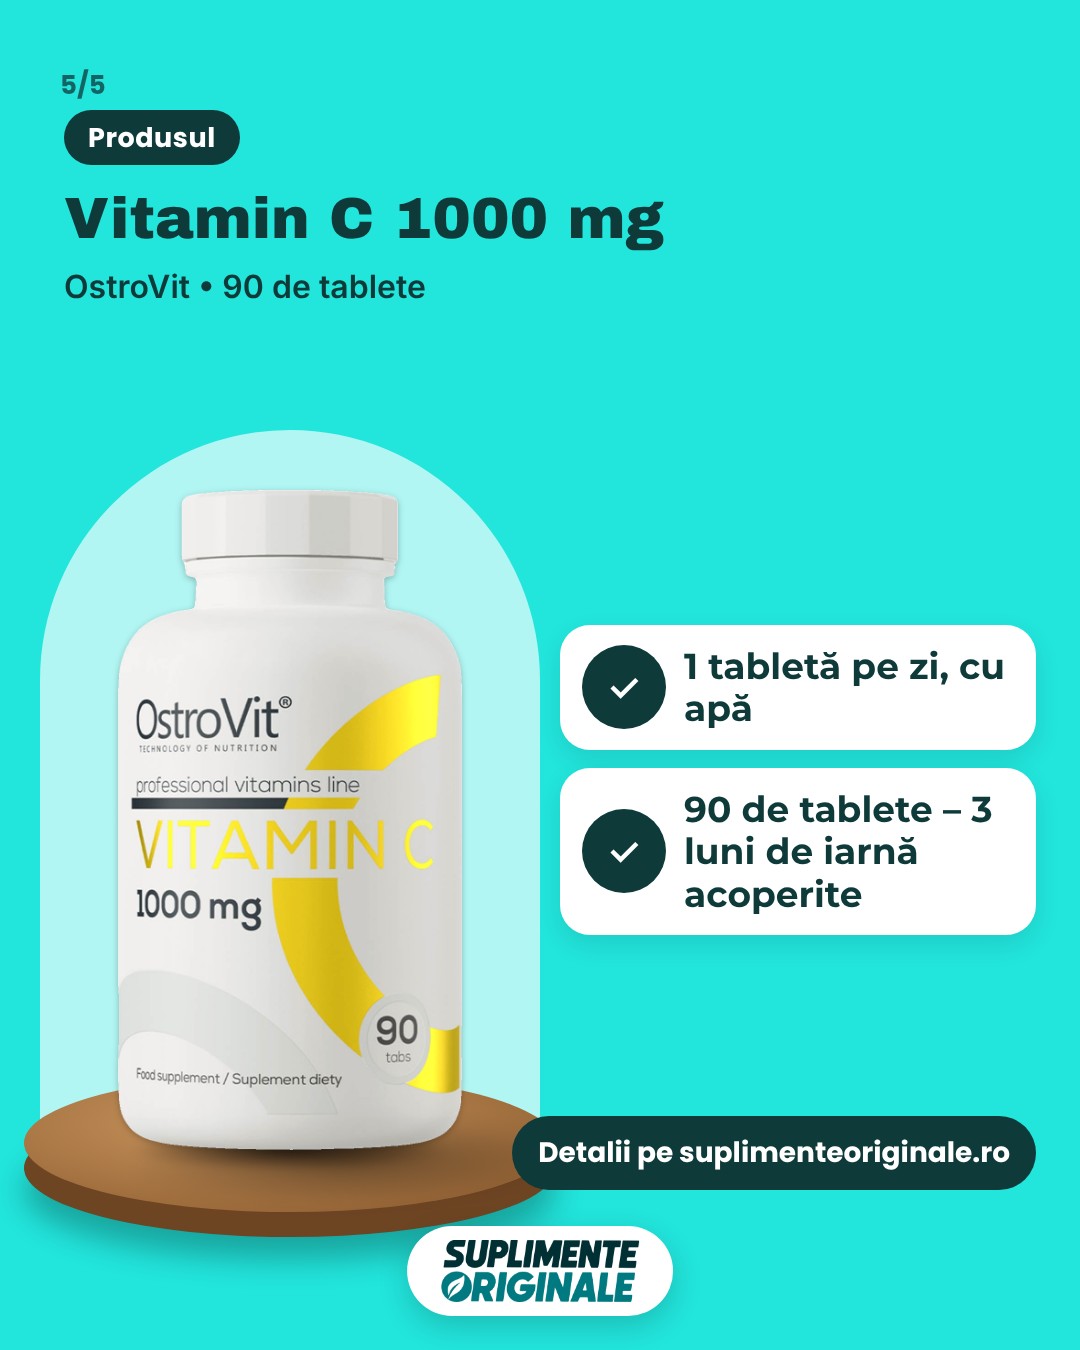 5/5
Produsul
Vitamin C 1000 mg
OstroVit • 90 de tablete
OstroVit®
TECHNOLOGY OF NUTRITION
professional vitamins line
VITAMIN C
1000 mg
90
tabs
Food supplement / Suplement diety
1 tabletă pe zi, cu
apă
90 de tablete – 3
luni de iarnă
acoperite
Detalii pe suplimenteoriginale.ro
SUPLIMENTE
ORIGINALE